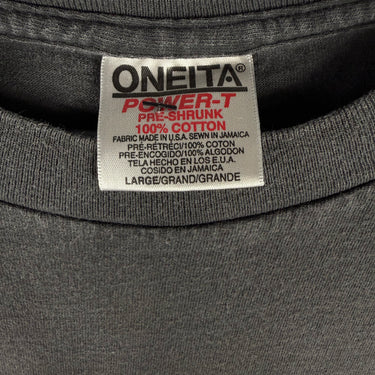 ONEITA®
POWER-T
PRE-SHRUNK
100% COTTON
FABRIC MADE IN U.S.A. SEWN IN JAMAICA
PRÉ-RÉTRÉCI/100% COTON
PRE-ENCOGIDO/100% ALGODON
TELA HECHO EN LOS E.U.A.
COSIDO EN JAMAICA
LARGE/GRAND/GRANDE